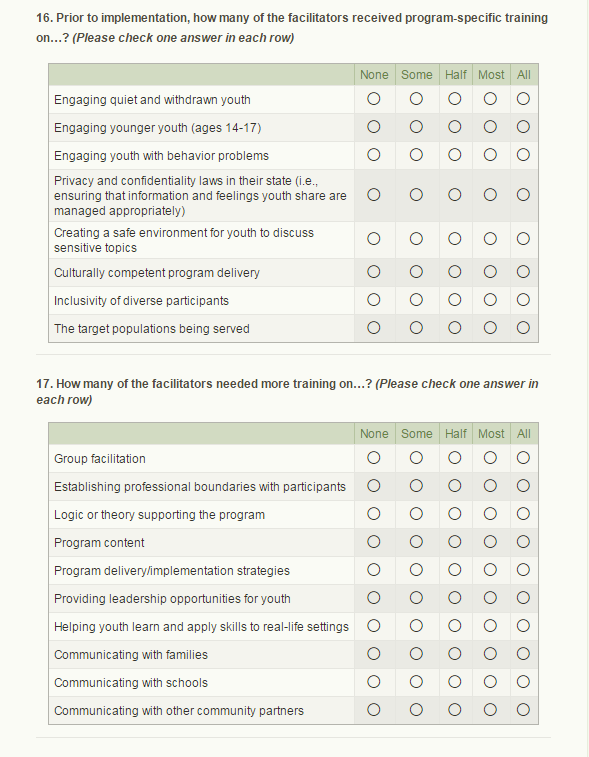 16. Prior to implementation, how many of the facilitators received program-specific training
on…? (Please check one answer in each row)
None Some Half Most All
Engaging quiet and withdrawn youth
Engaging younger youth (ages 14-17)
Engaging youth with behavior problems
Privacy and confidentiality laws in their state (i.e.,
ensuring that information and feelings youth share are
managed appropriately)
Creating a safe environment for youth to discuss
sensitive topics
Culturally competent program delivery
Inclusivity of diverse participants
The target populations being served
17. How many of the facilitators needed more training on…? (Please check one answer in
each row)
None Some Half Most All
Group facilitation
Establishing professional boundaries with participants
Logic or theory supporting the program
Program content
Program delivery/implementation strategies
Providing leadership opportunities for youth
Helping youth learn and apply skills to real-life settings
Communicating with families
Communicating with schools
Communicating with other community partners